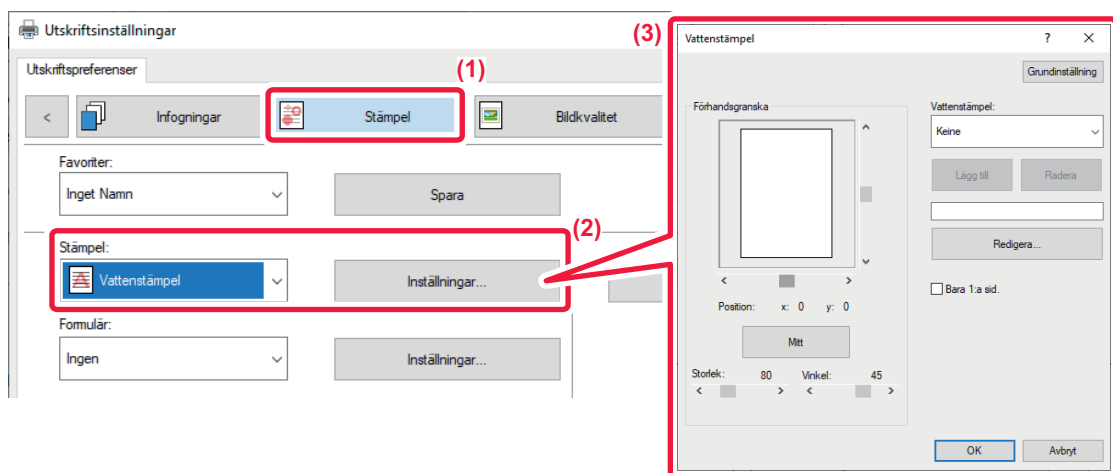 Utskriftsinställningar
Utskriftspreferenser
(1)
<
Infogningar
Stämpel
Bildkvalitet
Favoriter:
Inget Namn
Spara
(2)
Stämpel:
Vattenstämpel
Inställningar...
Formulär:
Ingen
Inställningar...
(3)
Vattenstämpel
? ×
Grundinställning
Förhandsgranska
Vattenstämpel:
Keine
Lägg till
Radera
Redigera...
Bara 1:a sid.
Position: x: 0 y: 0
Mitt
Storlek: 80 Vinkel: 45
< > < >
OK
Avbryt